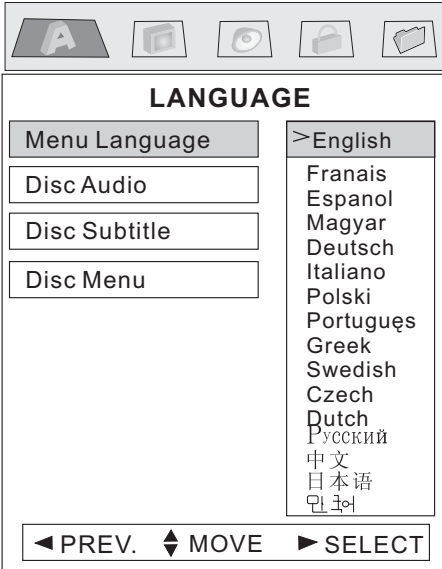 A
LANGUAGE
Menu Language
Disc Audio
Disc Subtitle
Disc Menu
>English
Franais
Espanol
Magyar
Deutsch
Italiano
Polski
Portuguęs
Greek
Swedish
Czech
Dutch
Русский
中文
日本语
◄ PREV. ▲▼ MOVE ► SELECT